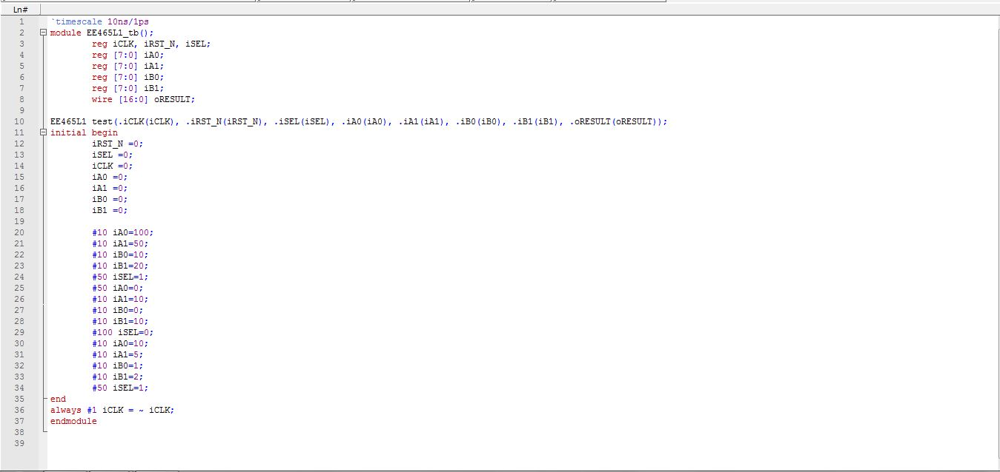 Ln#
1 `timescale 10ns/1ps
2 module EE465L1_tb();
3 reg iCLK, iRST_N, iSEL;
4 reg [7:0] iA0;
5 reg [7:0] iA1;
6 reg [7:0] iB0;
7 reg [7:0] iB1;
8 wire [16:0] oRESULT;
9
10 EE465L1 test(.iCLK(iCLK), .iRST_N(iRST_N), .iSEL(iSEL), .iA0(iA0), .iA1(iA1), .iB0(iB0), .iB1(iB1), .oRESULT(oRESULT));
11 initial begin
12 iRST_N =0;
13 iSEL =0;
14 iCLK =0;
15 iA0 =0;
16 iA1 =0;
17 iB0 =0;
18 iB1 =0;
19
20 #10 iA0=100;
21 #10 iA1=50;
22 #10 iB0=10;
23 #10 iB1=20;
24 #50 iSEL=1;
25 #50 iA0=0;
26 #10 iA1=10;
27 #10 iB0=0;
28 #10 iB1=10;
29 #100 iSEL=0;
30 #10 iA0=10;
31 #10 iA1=5;
32 #10 iB0=1;
33 #10 iB1=2;
34 #50 iSEL=1;
35 end
36 always #1 iCLK = ~ iCLK;
37 endmodule
38
39